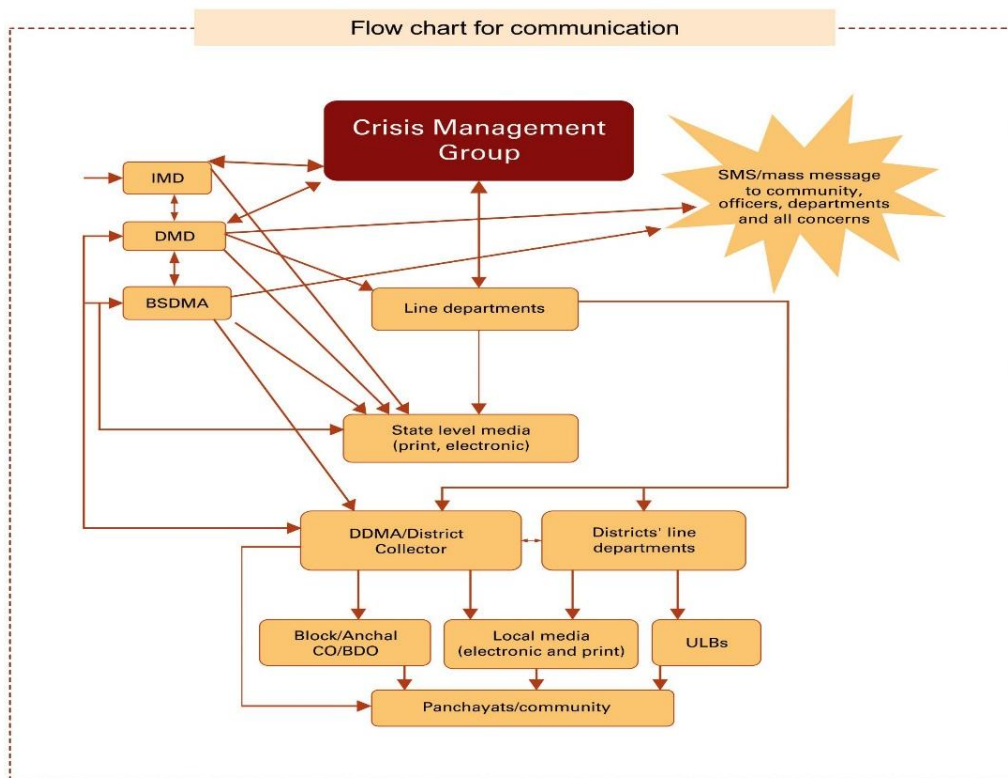 Flow chart for communication
Crisis Management
Group
SMS/mass message
to community,
officers, departments
and all concerns
IMD
DMD
BSDMA
Line departments
State level media
(print, electronic)
DDMA/District
Collector
Districts' line
departments
Block/Anchal
CO/BDO
Local media
(electronic and print)
ULBs
Panchayats/community